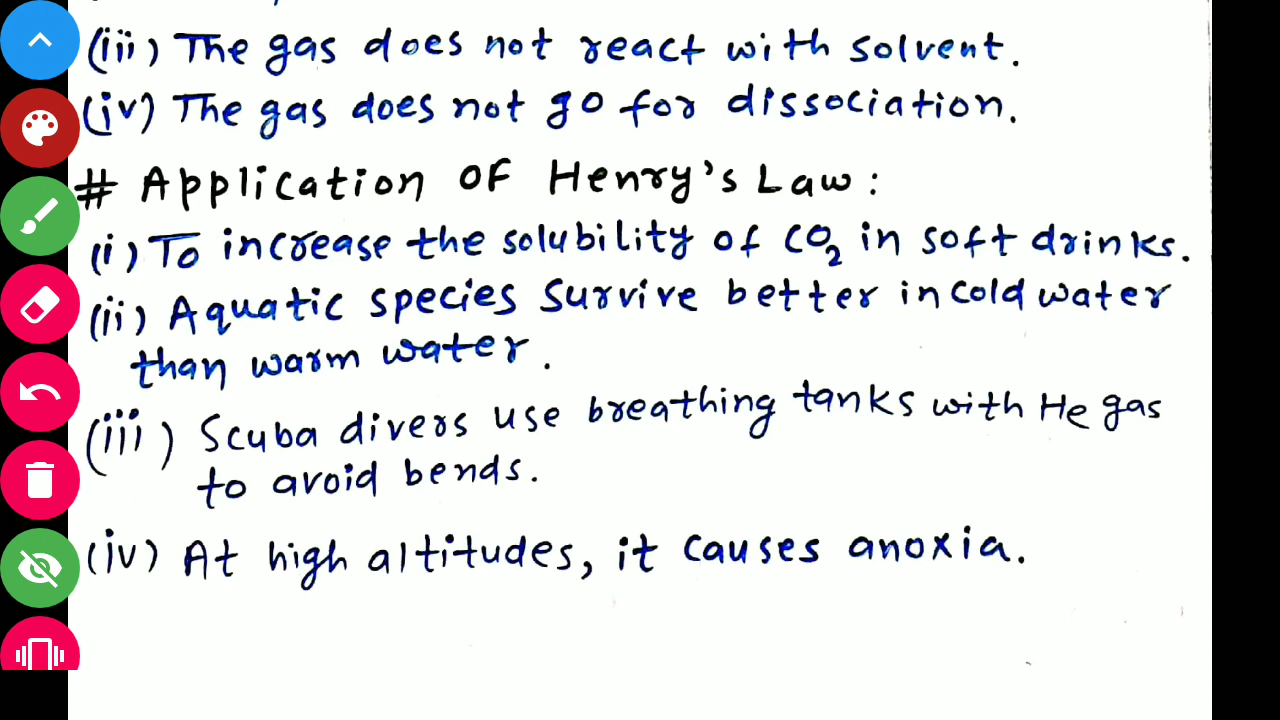 (iii) The gas does not react with solvent.
(iv) The gas does not go for dissociation.
# Application OF Henry's Law:
(i) To increase the solubility of CO₂ in soft drinks.
(ii) Aquatic species survive better in cold water
than warm water.
(iii) Scuba divers use breathing tanks with He gas
to avoid bends.
(iv) At high altitudes, it causes anoxia.